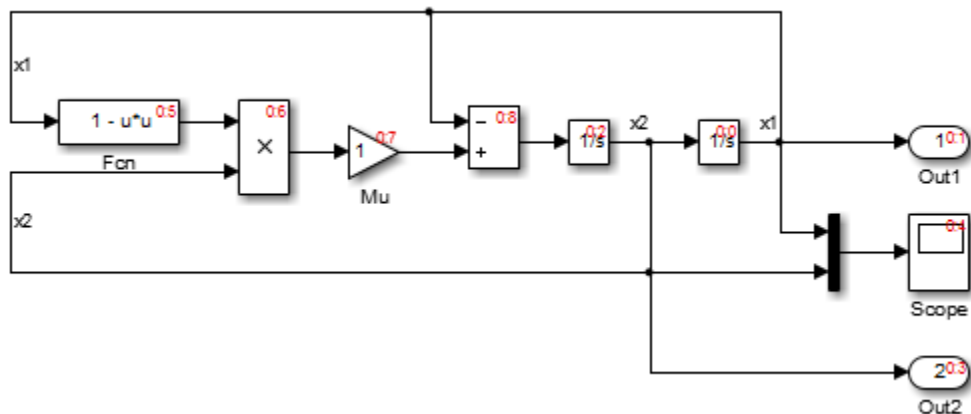 x1
1 - u*u 0:5
Fcn
0:6
×
1 0:7
Mu
− 0:8
+
1/s 0:2
x2
1/s 0:0
x1
1 0:1
Out1
x2
0:4
Scope
2 0:3
Out2